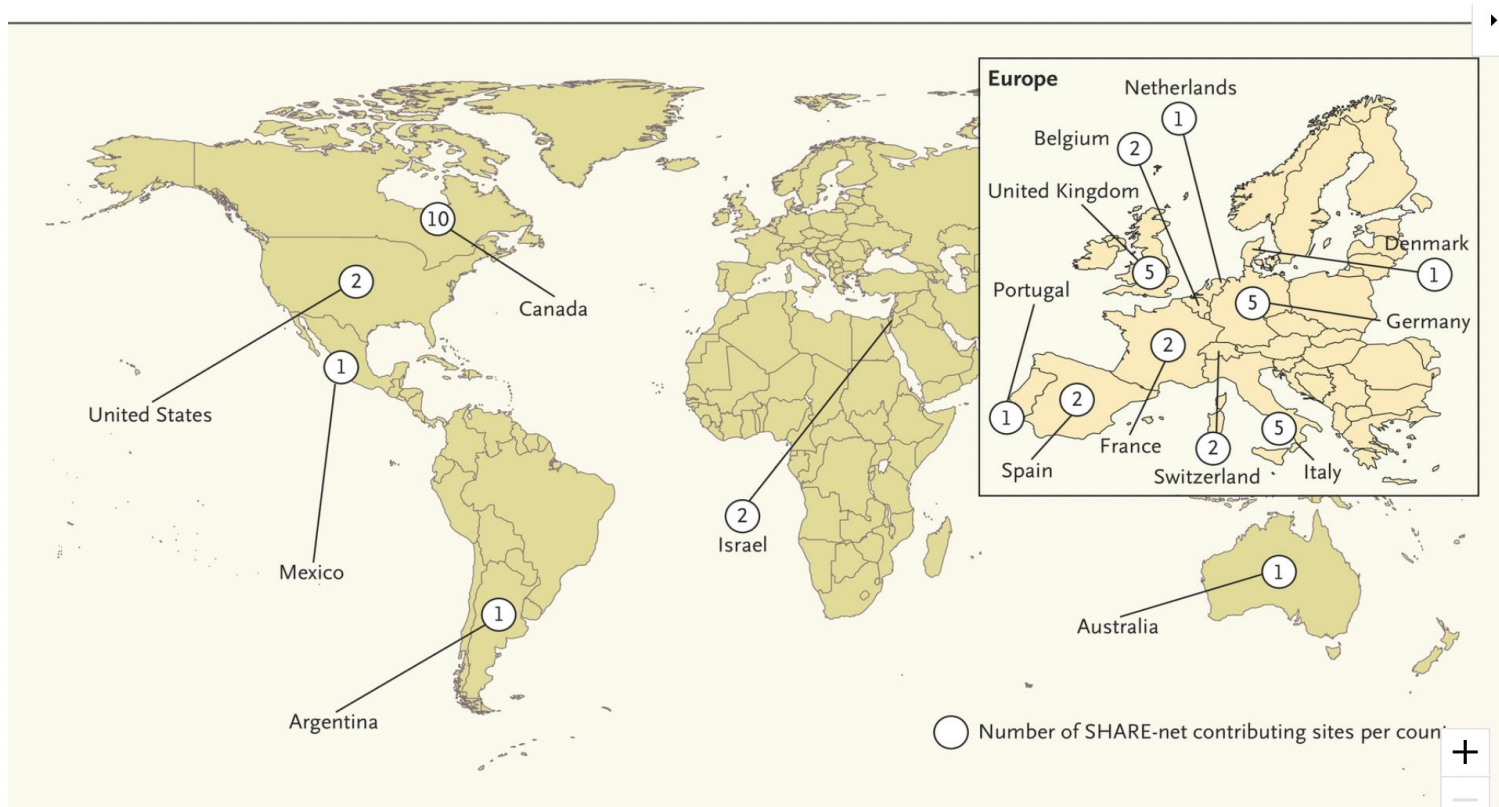 Europe
Netherlands
1
Belgium
2
United Kingdom
5
Denmark
1
Portugal
1
Germany
5
2
France
2
Spain
2
Switzerland
5
Italy
10
Canada
2
United States
1
Mexico
2
Israel
1
Argentina
1
Australia
Number of SHARE-net contributing sites per